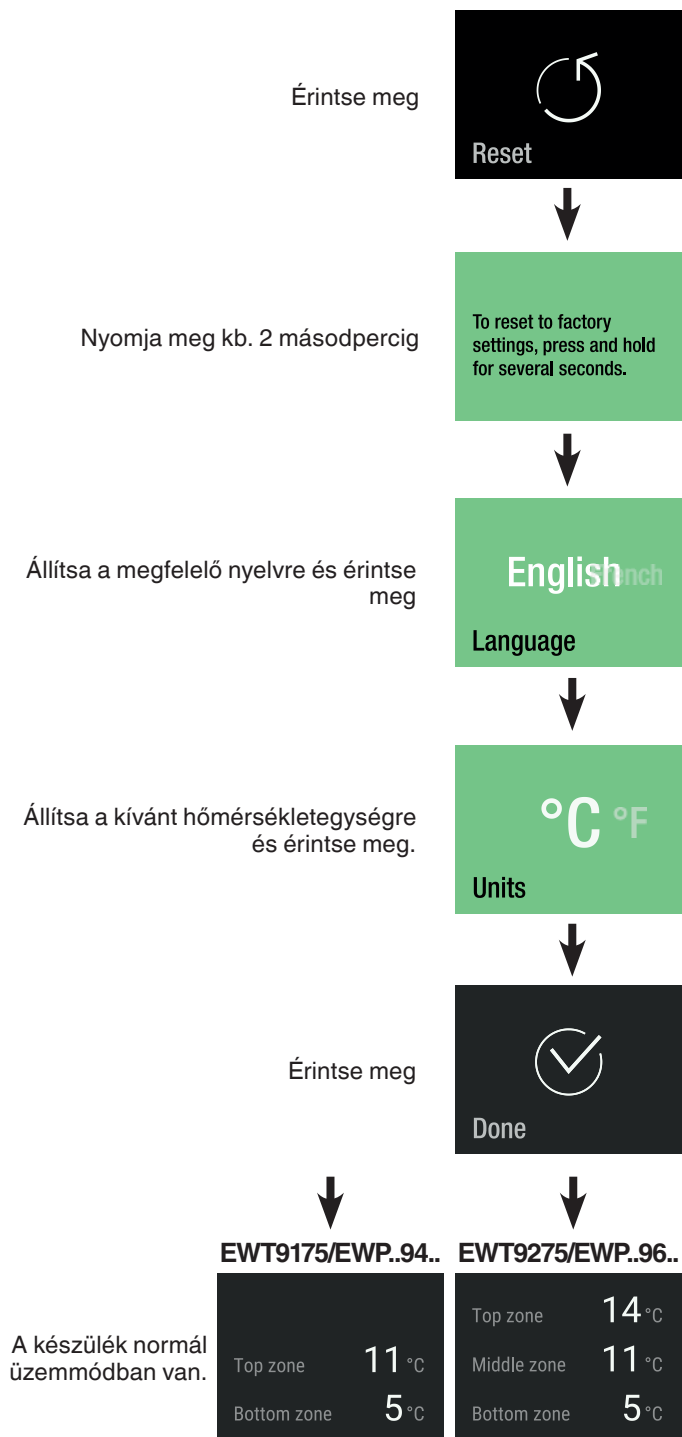 Érintse meg
Reset
Nyomja meg kb. 2 másodpercig
To reset to factory
settings, press and hold
for several seconds.
Állítsa a megfelelő nyelvre és érintse
meg
English French
Language
Állítsa a kívánt hőmérsékletegységre
és érintse meg.
°C °F
Units
Érintse meg
Done
EWT9175/EWP..94.. EWT9275/EWP..96..
A készülék normál
üzemmódban van.
Top zone 11 °C
Bottom zone 5 °C
Top zone 14 °C
Middle zone 11 °C
Bottom zone 5 °C